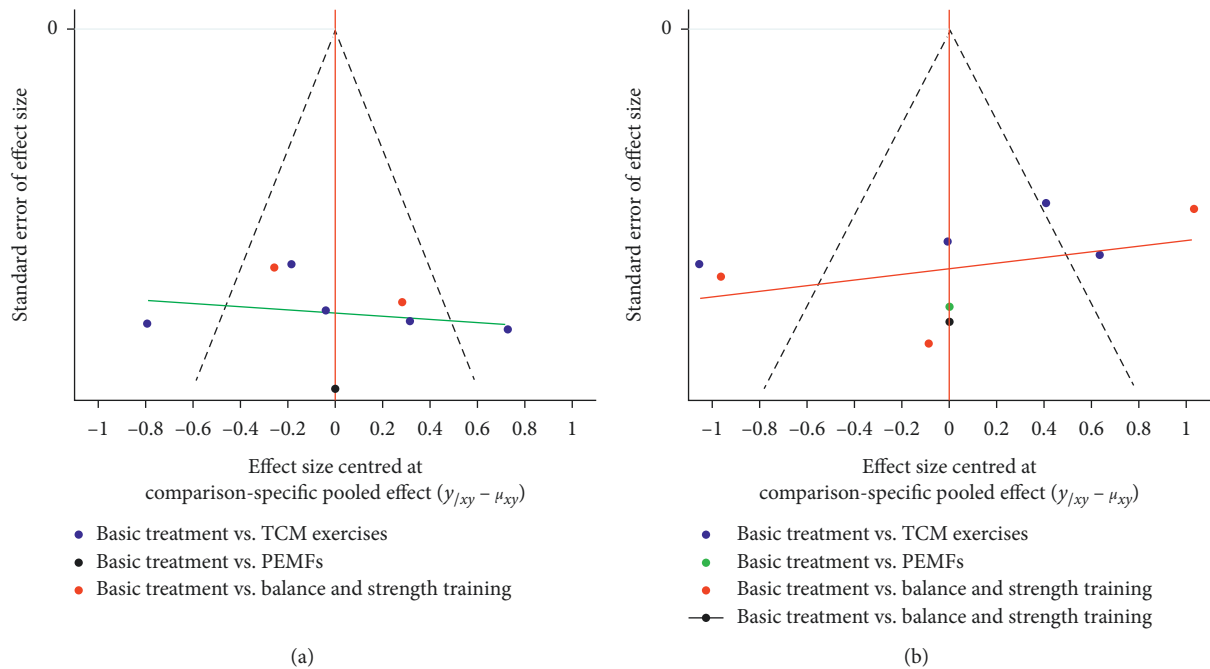 0
Standard error of effect size
–1 –0.8 –0.6 –0.4 –0.2 0 0.2 0.4 0.6 0.8 1
Effect size centred at
comparison-specific pooled effect (y/xy – μxy)
Basic treatment vs. TCM exercises
Basic treatment vs. PEMFs
Basic treatment vs. balance and strength training
(a)
0
Standard error of effect size
–1 –0.8 –0.6 –0.4 –0.2 0 0.2 0.4 0.6 0.8 1
Effect size centred at
comparison-specific pooled effect (y/xy – μxy)
Basic treatment vs. TCM exercises
Basic treatment vs. PEMFs
Basic treatment vs. balance and strength training
Basic treatment vs. balance and strength training
(b)